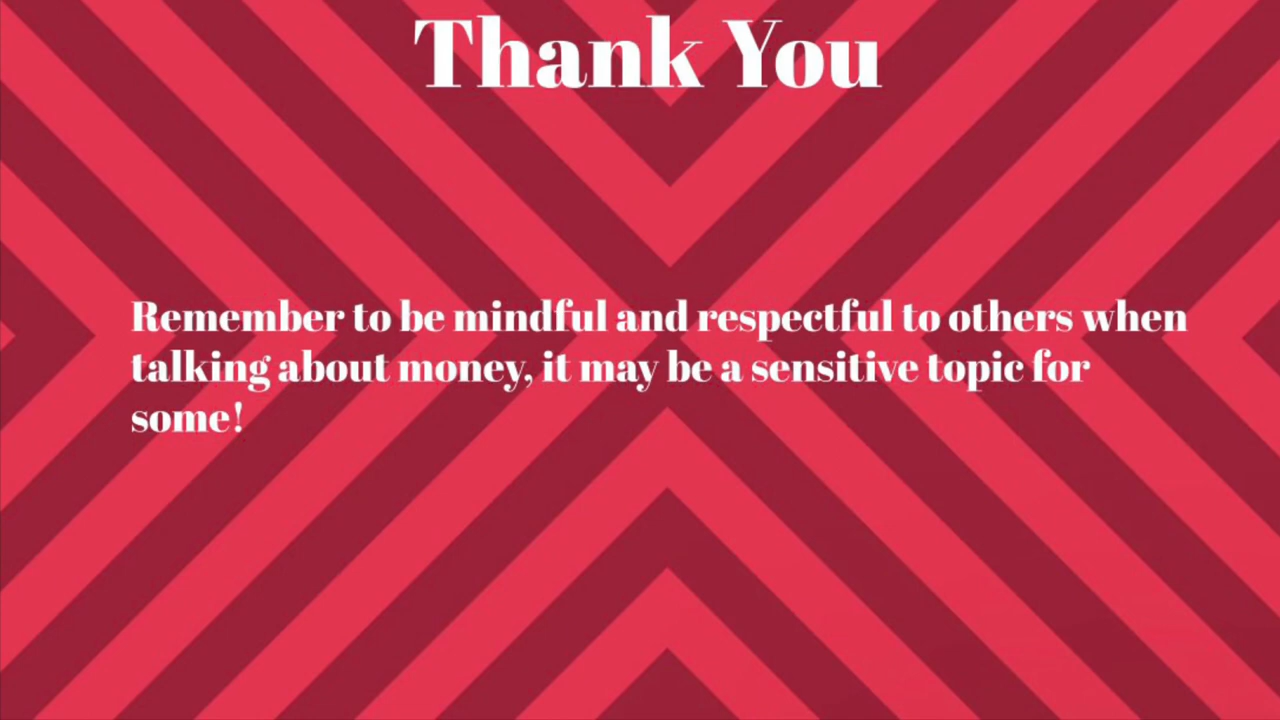 Thank You
Remember to be mindful and respectful to others when
talking about money, it may be a sensitive topic for
some!